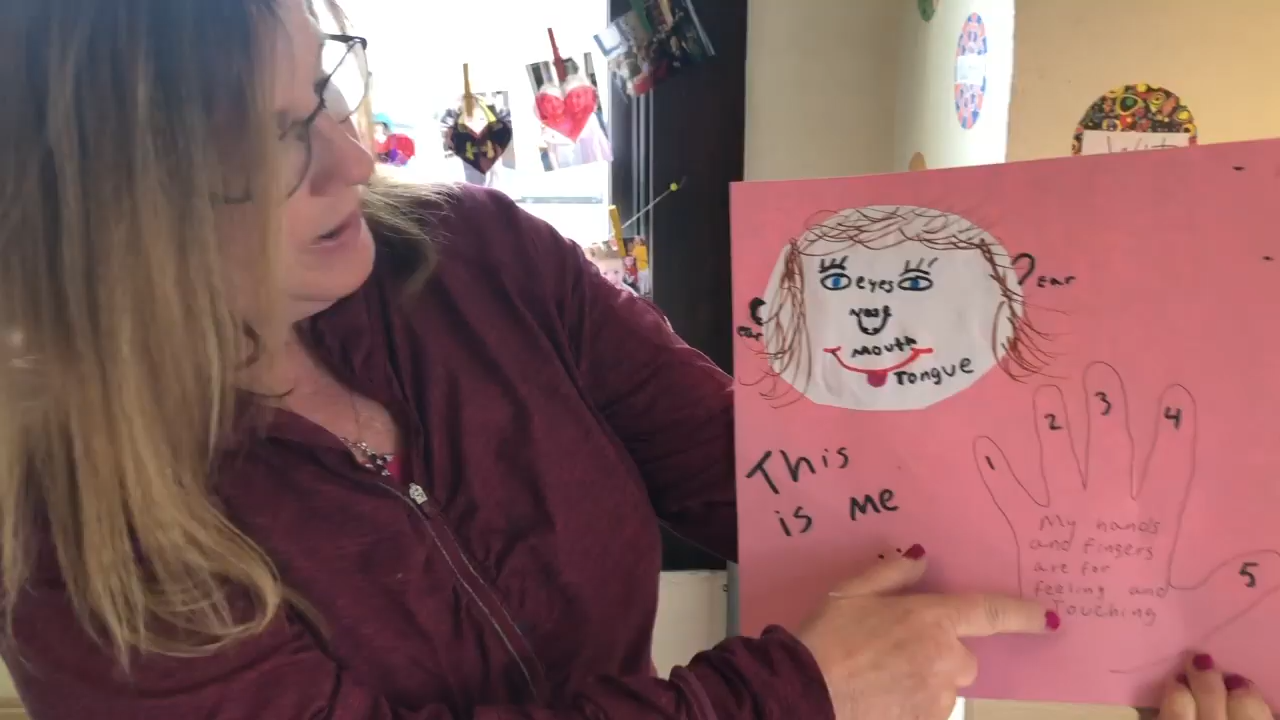 eyes
ear
ear
nose
mouth
Tongue
This
is me
1
2
3
4
5
My hands
and fingers
are for
feeling and
Touching